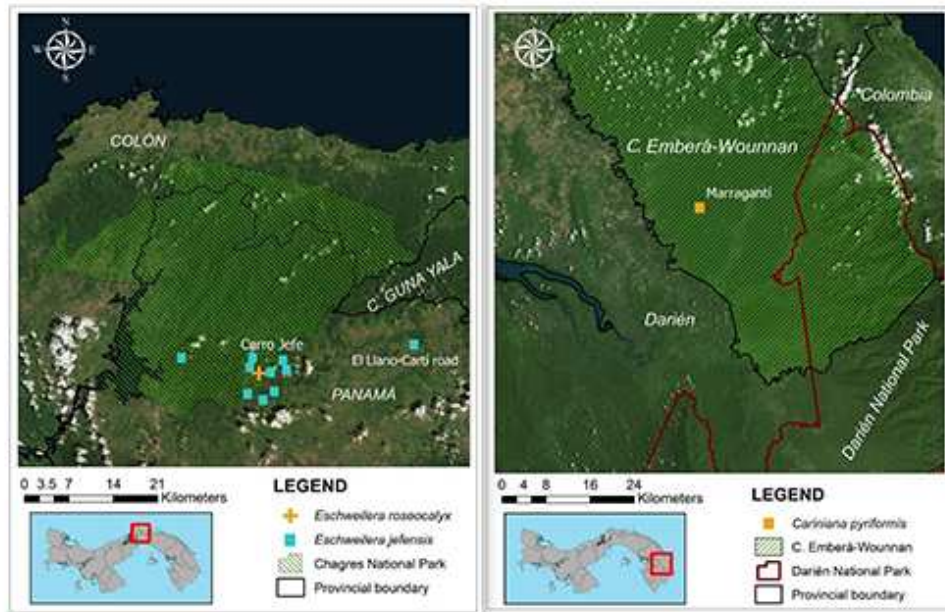 N
W E
S
COLÓN
C. GUNA YALA
Cerro Jefe
El Llano-Cartí road
PANAMÁ
0 3.5 7 14 21
Kilometers
LEGEND
Eschweilera roseocalyx
Eschweilera jefensis
Chagres National Park
Provincial boundary
N
W E
S
Colombia
C. Emberá-Wounnan
Marragantí
Darién
Darién National Park
0 4 8 16 24
Kilometers
LEGEND
Cariniana pyriformis
C. Emberá-Wounnan
Darién National Park
Provincial boundary